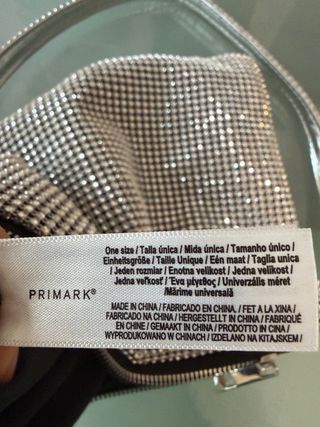 One size / Talla única / Mida única / Tamanho único /
Einheitsgröße / Taille Unique / Eén maat / Taglia unica
/ Jeden rozmiar / Enotna velikost / Jedna velikost /
Jedna veľkosť / Ένα μέγεθος / Univerzális méret
/Mărime universală
PRIMARK®
MADE IN CHINA / FABRICADO EN CHINA / FET A LA XINA /
FABRICADO NA CHINA / HERGESTELLT IN CHINA / FABRIQUÉ
EN CHINE / GEMAAKT IN CHINA / PRODOTTO IN CINA /
WYPRODUKOWANO W CHINACH / IZDELANO NA KITAJSKEM /